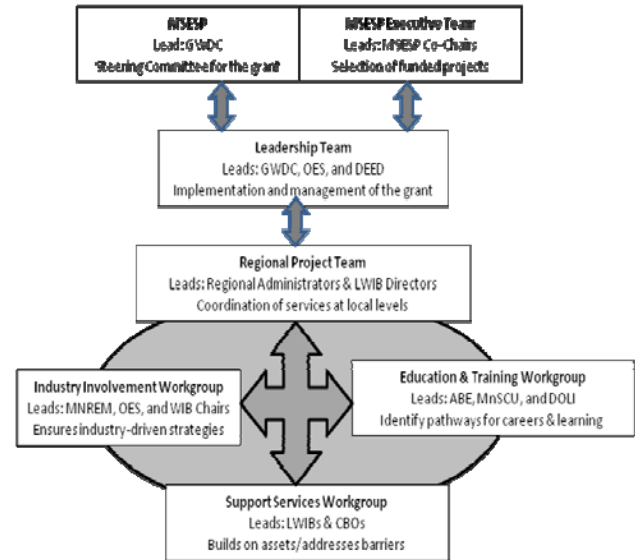 MSESP
Lead: GWDC
Steering Committee for the grant
MSESP Executive Team
Leads: MSESP Co-Chairs
Selection of funded projects
Leadership Team
Leads: GWDC, OES, and DEED
Implementation and management of the grant
Regional Project Team
Leads: Regional Administrators & LWIB Directors
Coordination of services at local levels
Industry Involvement Workgroup
Leads: MNREM, OES, and WIB Chairs
Ensures industry-driven strategies
Education & Training Workgroup
Leads: ABE, MnSCU, and DOLI
Identify pathways for careers & learning
Support Services Workgroup
Leads: LWIBs & CBOs
Builds on assets/addresses barriers